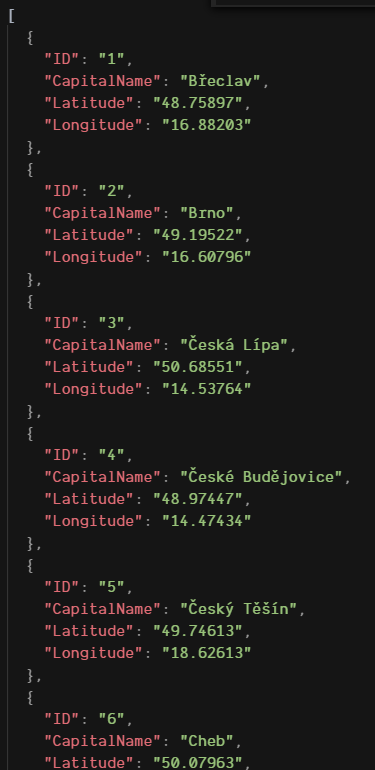 [
{
"ID": "1",
"CapitalName": "Břeclav",
"Latitude": "48.75897",
"Longitude": "16.88203"
},
{
"ID": "2",
"CapitalName": "Brno",
"Latitude": "49.19522",
"Longitude": "16.60796"
},
{
"ID": "3",
"CapitalName": "Česká Lípa",
"Latitude": "50.68551",
"Longitude": "14.53764"
},
{
"ID": "4",
"CapitalName": "České Budějovice",
"Latitude": "48.97447",
"Longitude": "14.47434"
},
{
"ID": "5",
"CapitalName": "Český Těšín",
"Latitude": "49.74613",
"Longitude": "18.62613"
},
{
"ID": "6",
"CapitalName": "Cheb",
"Latitude": "50.07963",